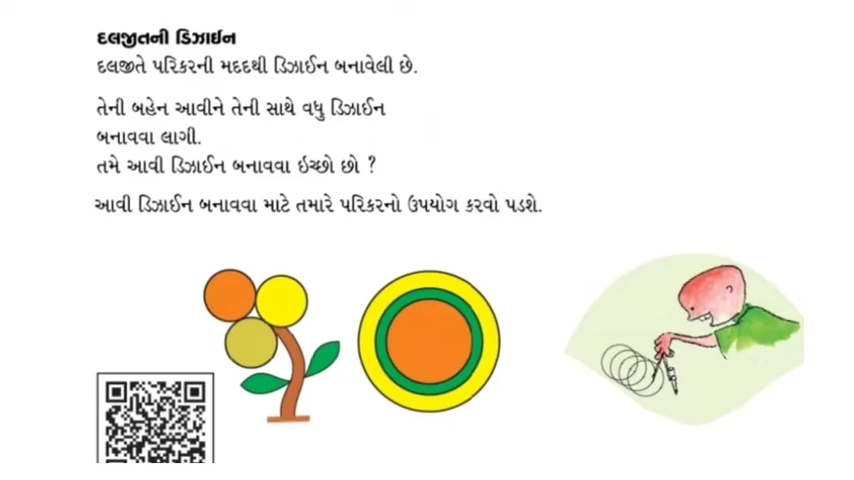 દલજીતની ડિઝાઈન
દલજીતે પરિકરની મદદથી ડિઝાઈન બનાવેલી છે.
તેની બહેન આવીને તેની સાથે વધુ ડિઝાઈન
બનાવવા લાગી.
તમે આવી ડિઝાઈન બનાવવા ઇચ્છો છો ?
આવી ડિઝાઈન બનાવવા માટે તમારે પરિકરનો ઉપયોગ કરવો પડશે.